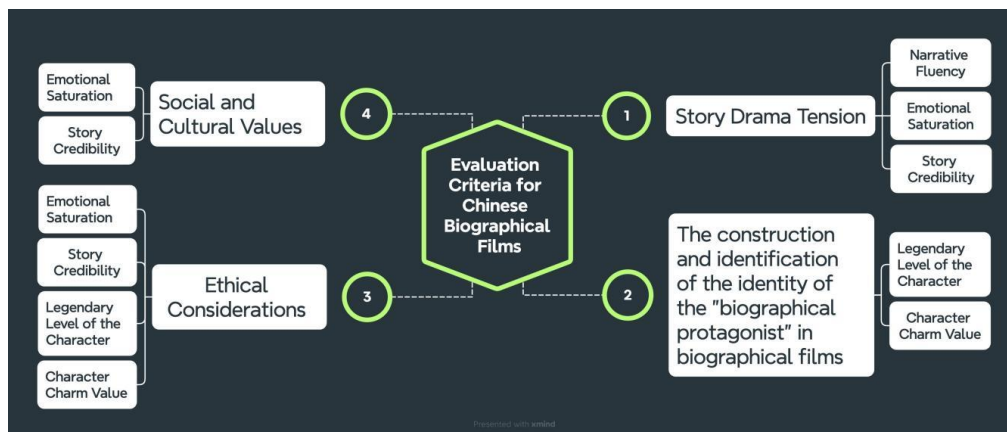 Evaluation
Criteria for
Chinese
Biographical
Films
1
Story Drama Tension
Narrative
Fluency
Emotional
Saturation
Story
Credibility
2
The construction
and identification
of the identity of
the "biographical
protagonist" in
biographical films
Legendary
Level of the
Character
Character
Charm Value
3
Ethical
Considerations
Emotional
Saturation
Story
Credibility
Legendary
Level of the
Character
Character
Charm Value
4
Social and
Cultural Values
Emotional
Saturation
Story
Credibility
Presented with xmind